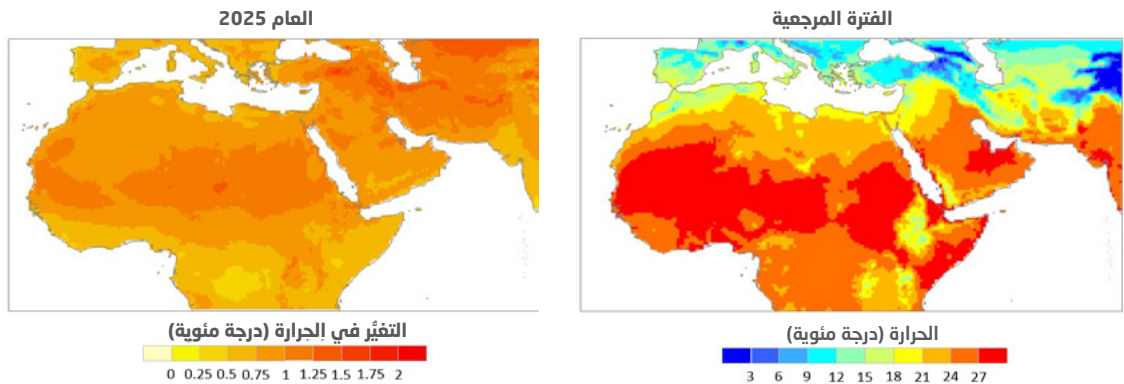 الفترة المرجعية
العام 2025
الحرارة (درجة مئوية)
3 6 9 12 15 18 21 24 27
التغيُّر في الحرارة (درجة مئوية)
0 0.25 0.5 0.75 1 1.25 1.5 1.75 2